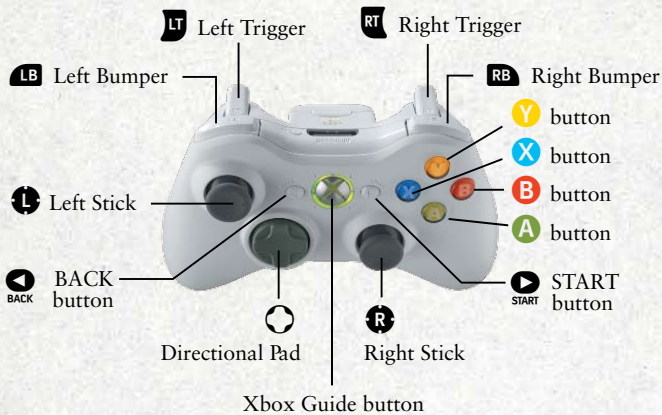 LT Left Trigger
RT Right Trigger
LB Left Bumper
RB Right Bumper
Y button
X button
B button
A button
L Left Stick
BACK
BACK
button
START
START
button
Directional Pad
R
Right Stick
Xbox Guide button
Y
X
B
A